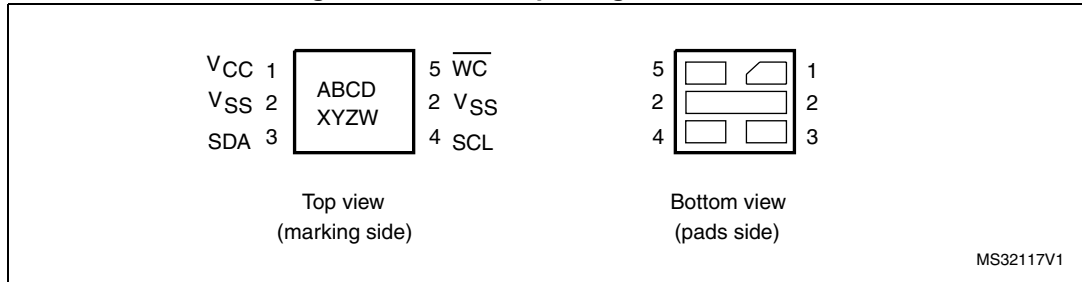 VCC 1 ABCD 5 WC
VSS 2 XYZW 2 VSS
SDA 3 4 SCL
5 1
2 2
4 3
Top view
(marking side)
Bottom view
(pads side)
MS32117V1